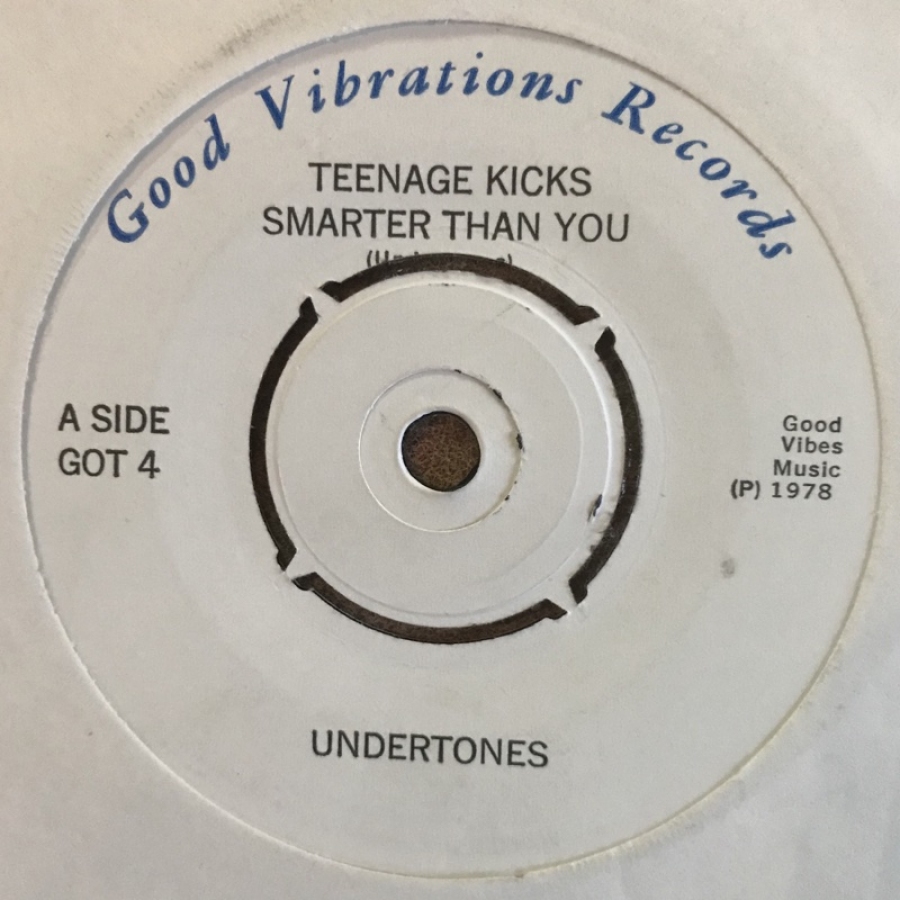 Good Vibrations Records
TEENAGE KICKS
SMARTER THAN YOU
A SIDE
GOT 4
Good
Vibes
Music
(P) 1978
UNDERTONES